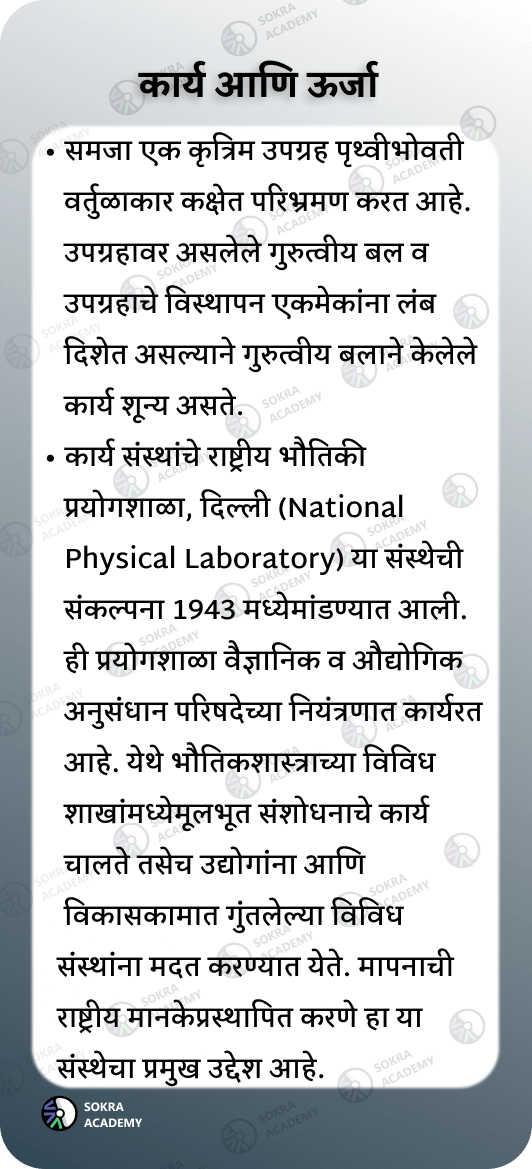 कार्य आणि ऊर्जा
• समजा एक कृत्रिम उपग्रह पृथ्वीभोवती
वर्तुळाकार कक्षेत परिभ्रमण करत आहे.
उपग्रहावर असलेले गुरुत्वीय बल व
उपग्रहाचे विस्थापन एकमेकांना लंब
दिशेत असल्याने गुरुत्वीय बलाने केलेले
कार्य शून्य असते.
• कार्य संस्थांचे राष्ट्रीय भौतिकी
प्रयोगशाळा, दिल्ली (National
Physical Laboratory) या संस्थेची
संकल्पना 1943 मध्येमांडण्यात आली.
ही प्रयोगशाळा वैज्ञानिक व औद्योगिक
अनुसंधान परिषदेच्या नियंत्रणात कार्यरत
आहे. येथे भौतिकशास्त्राच्या विविध
शाखांमध्येमूलभूत संशोधनाचे कार्य
चालते तसेच उद्योगांना आणि
विकासकामात गुंतलेल्या विविध
संस्थांना मदत करण्यात येते. मापनाची
राष्ट्रीय मानकेप्रस्थापित करणे हा या
संस्थेचा प्रमुख उद्देश आहे.
SOKRA
ACADEMY